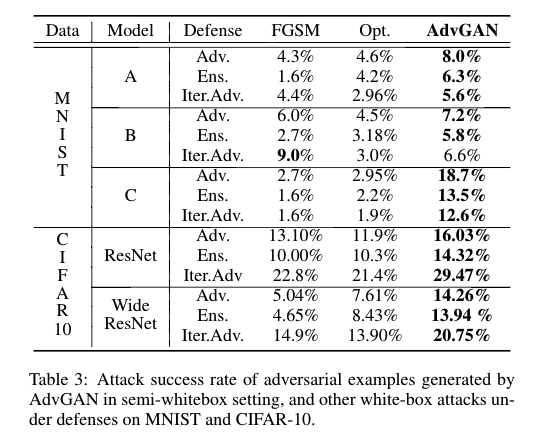 Data Model Defense FGSM Opt. AdvGAN
MNIST A Adv. 4.3% 4.6% 8.0%
Ens. 1.6% 4.2% 6.3%
Iter.Adv. 4.4% 2.96% 5.6%
B Adv. 6.0% 4.5% 7.2%
Ens. 2.7% 3.18% 5.8%
Iter.Adv. 9.0% 3.0% 6.6%
C Adv. 2.7% 2.95% 18.7%
Ens. 1.6% 2.2% 13.5%
Iter.Adv. 1.6% 1.9% 12.6%
CIFAR10 ResNet Adv. 13.10% 11.9% 16.03%
Ens. 10.00% 10.3% 14.32%
Iter.Adv 22.8% 21.4% 29.47%
Wide ResNet Adv. 5.04% 7.61% 14.26%
Ens. 4.65% 8.43% 13.94 %
Iter.Adv. 14.9% 13.90% 20.75%
Table 3: Attack success rate of adversarial examples generated by
AdvGAN in semi-whitebox setting, and other white-box attacks un-
der defenses on MNIST and CIFAR-10.